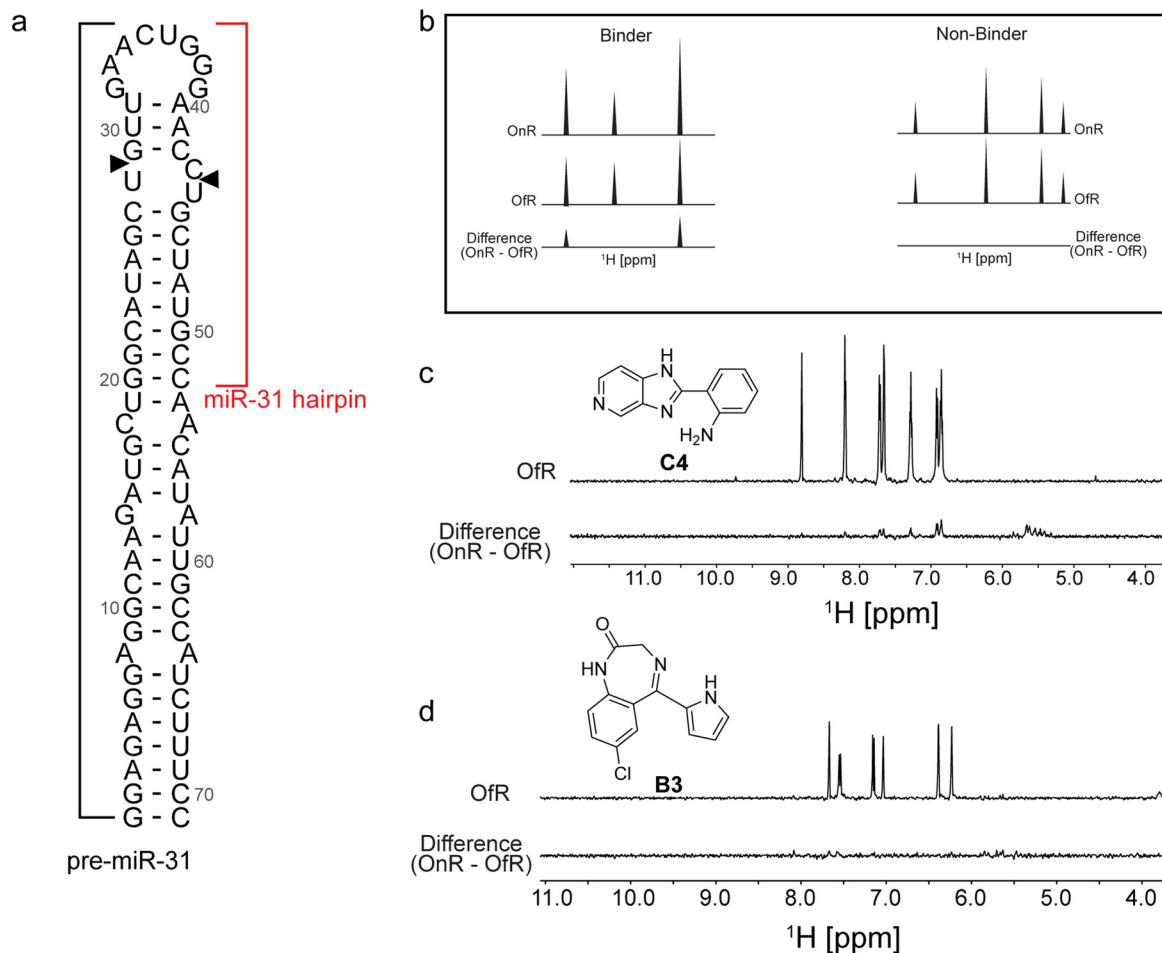 a
A C U G
A G
G G
U - A 40
30 U - A
G - C
C
U
U
C - G
G - C
A - U
U - A
A - U
C - G 50
G - C
20 G - C
miR-31 hairpin
U - A
C A
G - C
U - A
A - U
G A
A - U
A - U 60
C - G
10 G - C
G - C
A A
G - U
G - C
A - U
G - U
A - U
G - C 70
G - C
pre-miR-31
b
Binder
Non-Binder
OnR
OnR
OfR
OfR
Difference
(OnR - OfR)
Difference
(OnR - OfR)
¹H [ppm]
¹H [ppm]
c
H
N
N
N
H₂N
C4
OfR
Difference
(OnR - OfR)
11.0 10.0 9.0 8.0 7.0 6.0 5.0 4.0
¹H [ppm]
d
O
HN
N
H
N
Cl
B3
OfR
Difference
(OnR - OfR)
11.0 10.0 9.0 8.0 7.0 6.0 5.0 4.0
¹H [ppm]